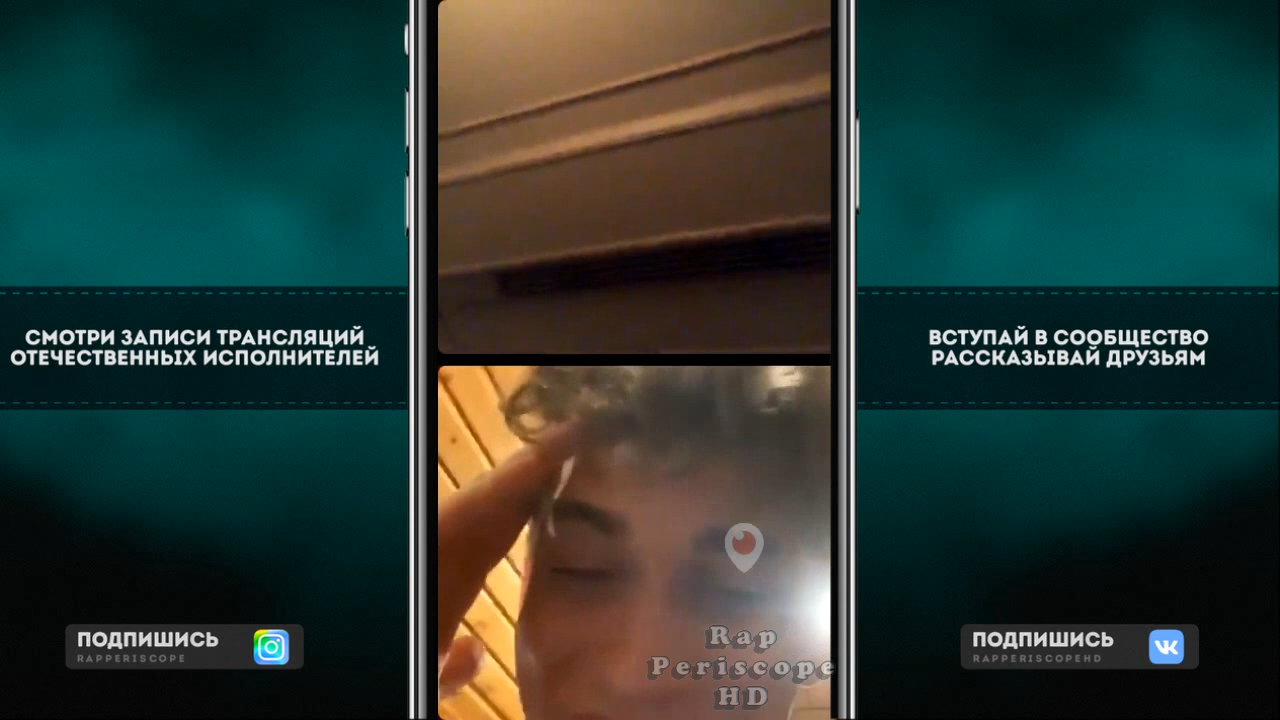 СМОТРИ ЗАПИСИ ТРАНСЛЯЦИЙ
ОТЕЧЕСТВЕННЫХ ИСПОЛНИТЕЛЕЙ
ВСТУПАЙ В СООБЩЕСТВО
РАССКАЗЫВАЙ ДРУЗЬЯМ
Rap
Periscope
HD
ПОДПИШИСЬ
RAPPERISCOPE
ПОДПИШИСЬ
RAPPERISCOPEHD